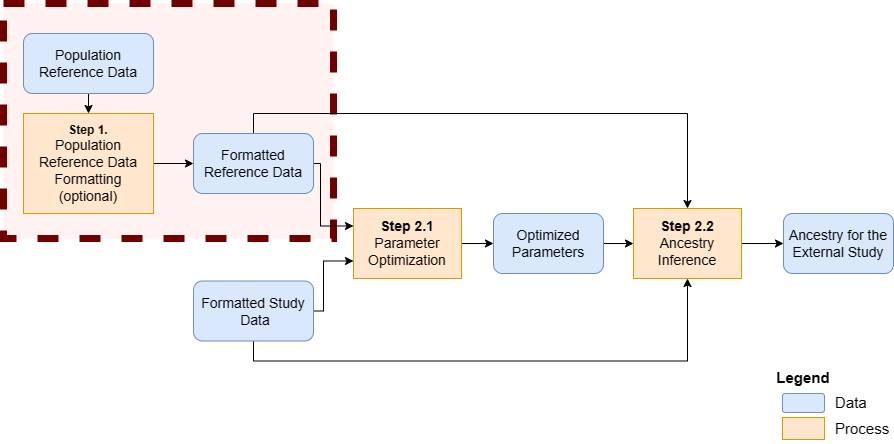 Population
Reference Data
Step 1.
Population
Reference Data
Formatting
(optional)
Formatted
Reference Data
Step 2.1
Parameter
Optimization
Optimized
Parameters
Step 2.2
Ancestry
Inference
Ancestry for the
External Study
Formatted Study
Data
Legend
Data
Process